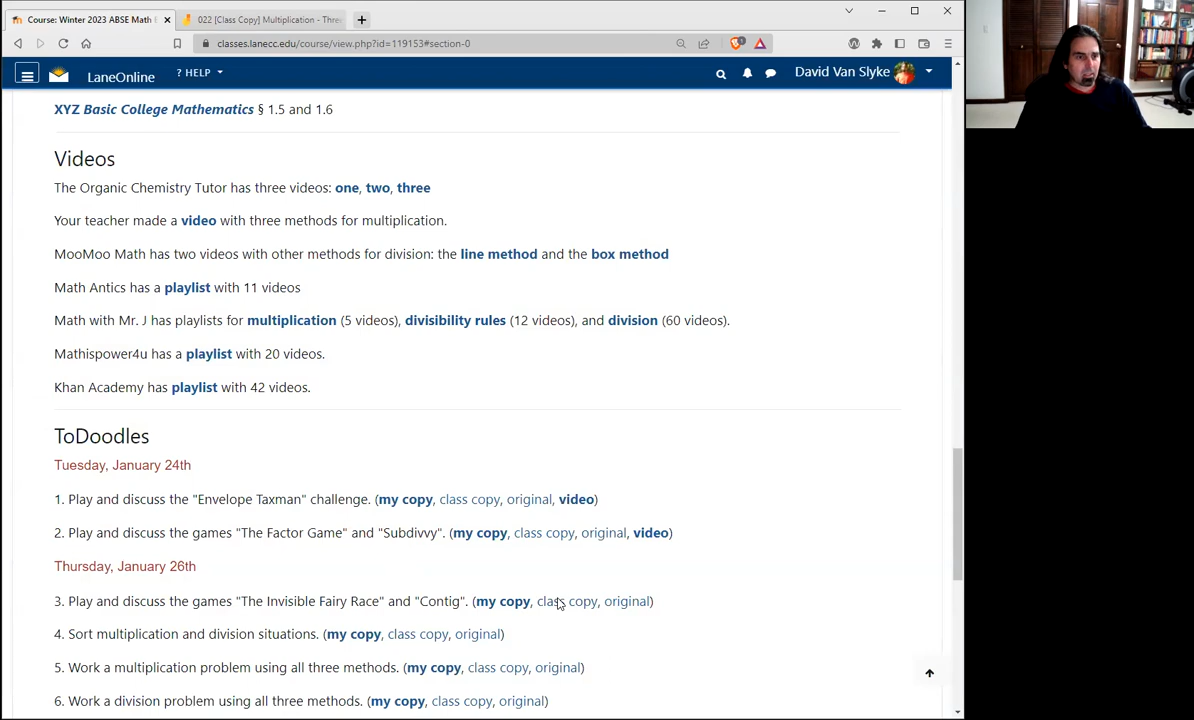 Course: Winter 2023 ABSE Math
022 [Class Copy] Multiplication - Three
classes.lanecc.edu/course/view.php?id=119153#section-0
LaneOnline ? HELP David Van Slyke
XYZ Basic College Mathematics § 1.5 and 1.6
Videos
The Organic Chemistry Tutor has three videos: one, two, three
Your teacher made a video with three methods for multiplication.
MooMoo Math has two videos with other methods for division: the line method and the box method
Math Antics has a playlist with 11 videos
Math with Mr. J has playlists for multiplication (5 videos), divisibility rules (12 videos), and division (60 videos).
Mathispower4u has a playlist with 20 videos.
Khan Academy has playlist with 42 videos.
ToDoodles
Tuesday, January 24th
1. Play and discuss the "Envelope Taxman" challenge. (my copy, class copy, original, video)
2. Play and discuss the games "The Factor Game" and "Subdivvy". (my copy, class copy, original, video)
Thursday, January 26th
3. Play and discuss the games "The Invisible Fairy Race" and "Contig". (my copy, class copy, original)
4. Sort multiplication and division situations. (my copy, class copy, original)
5. Work a multiplication problem using all three methods. (my copy, class copy, original)
6. Work a division problem using all three methods. (my copy, class copy, original)